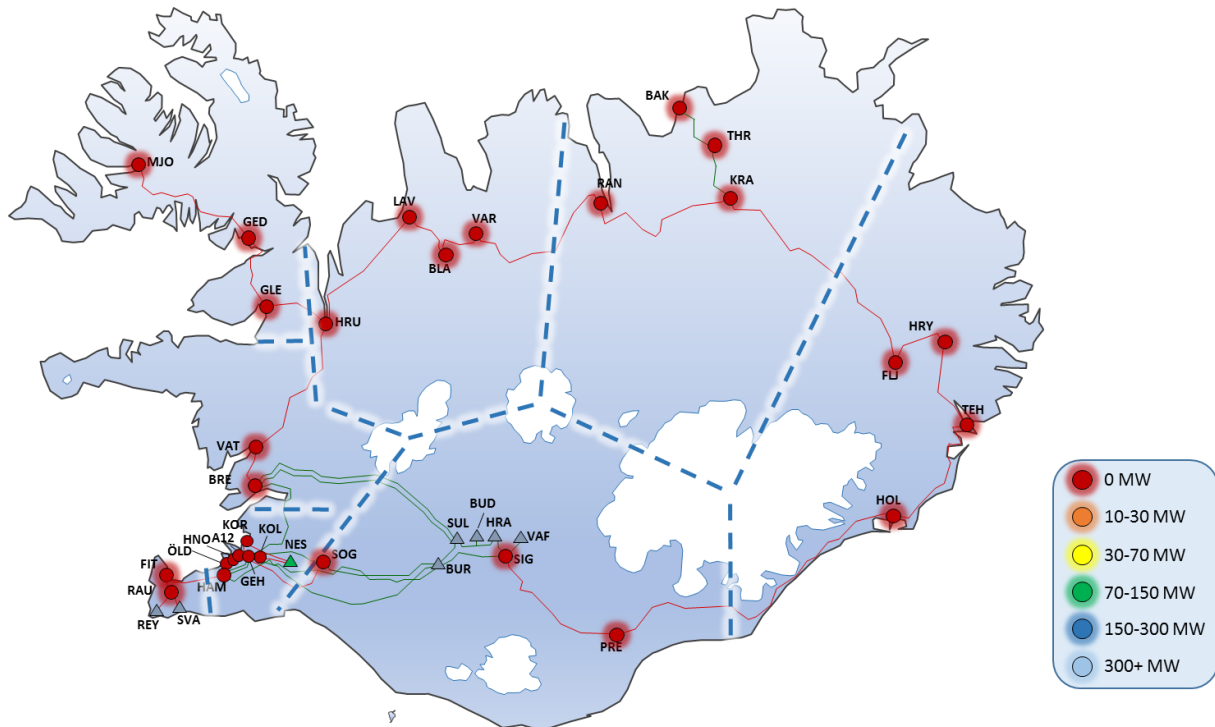 BAK
MJO
THR
RAN
KRA
LAV
GED
VAR
BLA
GLE
HRU
HRY
FLJ
TEH
VAT
BRE
BUD
HOL
SUL
HRA
VAF
KOR
HNO
A12
KOL
ÖLD
NES
SOG
SIG
BUR
FIT
GEH
HAM
RAU
REY
SVA
PRE
0 MW
10-30 MW
30-70 MW
70-150 MW
150-300 MW
300+ MW